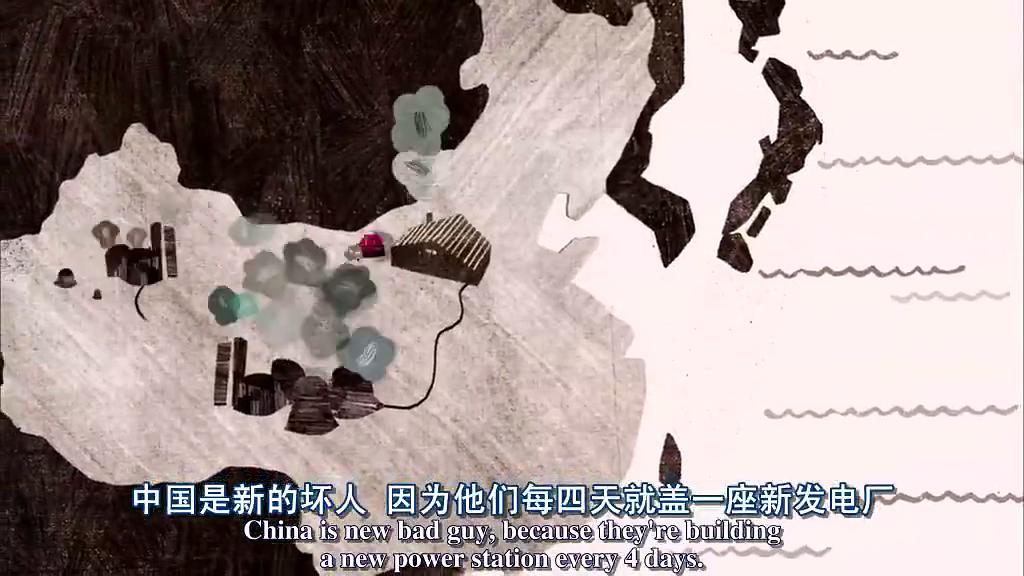 中国是新的坏人 因为他们每四天就盖一座新发电厂
China is new bad guy, because they're building
a new power station every 4 days.